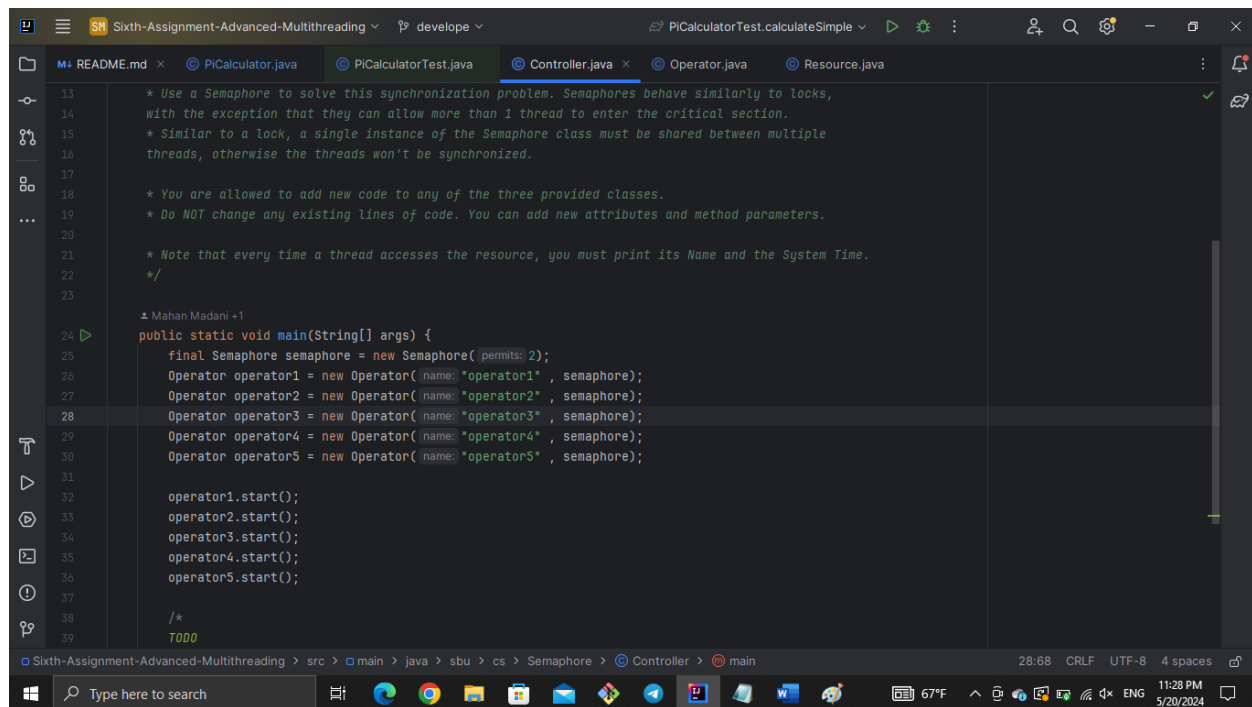 SM Sixth-Assignment-Advanced-Multithreading develope PiCalculatorTest.calculateSimple
M↓ README.md × © PiCalculator.java © PiCalculatorTest.java © Controller.java × © Operator.java © Resource.java
13 * Use a Semaphore to solve this synchronization problem. Semaphores behave similarly to locks,
14 with the exception that they can allow more than 1 thread to enter the critical section.
15 * Similar to a lock, a single instance of the Semaphore class must be shared between multiple
16 threads, otherwise the threads won't be synchronized.
17
18 * You are allowed to add new code to any of the three provided classes.
19 * Do NOT change any existing lines of code. You can add new attributes and method parameters.
20
21 * Note that every time a thread accesses the resource, you must print its Name and the System Time.
22 */
23
Mahan Madani +1
24 public static void main(String[] args) {
25 final Semaphore semaphore = new Semaphore( permits: 2);
26 Operator operator1 = new Operator( name: "operator1" , semaphore);
27 Operator operator2 = new Operator( name: "operator2" , semaphore);
28 Operator operator3 = new Operator( name: "operator3" , semaphore);
29 Operator operator4 = new Operator( name: "operator4" , semaphore);
30 Operator operator5 = new Operator( name: "operator5" , semaphore);
31
32 operator1.start();
33 operator2.start();
34 operator3.start();
35 operator4.start();
36 operator5.start();
37
38 /*
39 TODO
Sixth-Assignment-Advanced-Multithreading > src > main > java > sbu > cs > Semaphore > © Controller > m main 28:68 CRLF UTF-8 4 spaces
Type here to search 67°F ENG 11:28 PM
5/20/2024